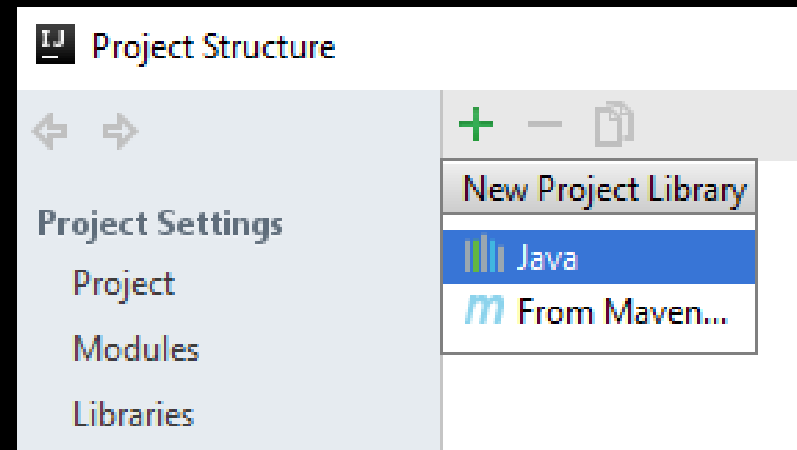 IJ
Project Structure
New Project Library
Project Settings
Java
Project
m From Maven...
Modules
Libraries